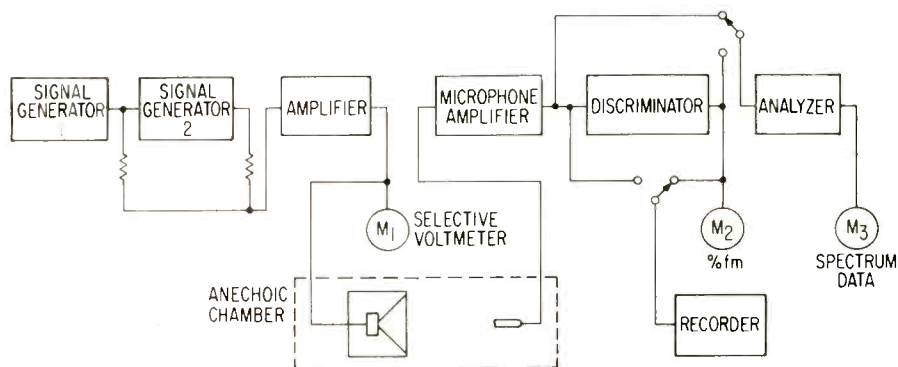 SIGNAL
GENERATOR
1
SIGNAL
GENERATOR
2
AMPLIFIER
MICROPHONE
AMPLIFIER
DISCRIMINATOR
ANALYZER
M1
SELECTIVE
VOLTMETER
M2
%fm
M3
SPECTRUM
DATA
ANECHOIC
CHAMBER
RECORDER